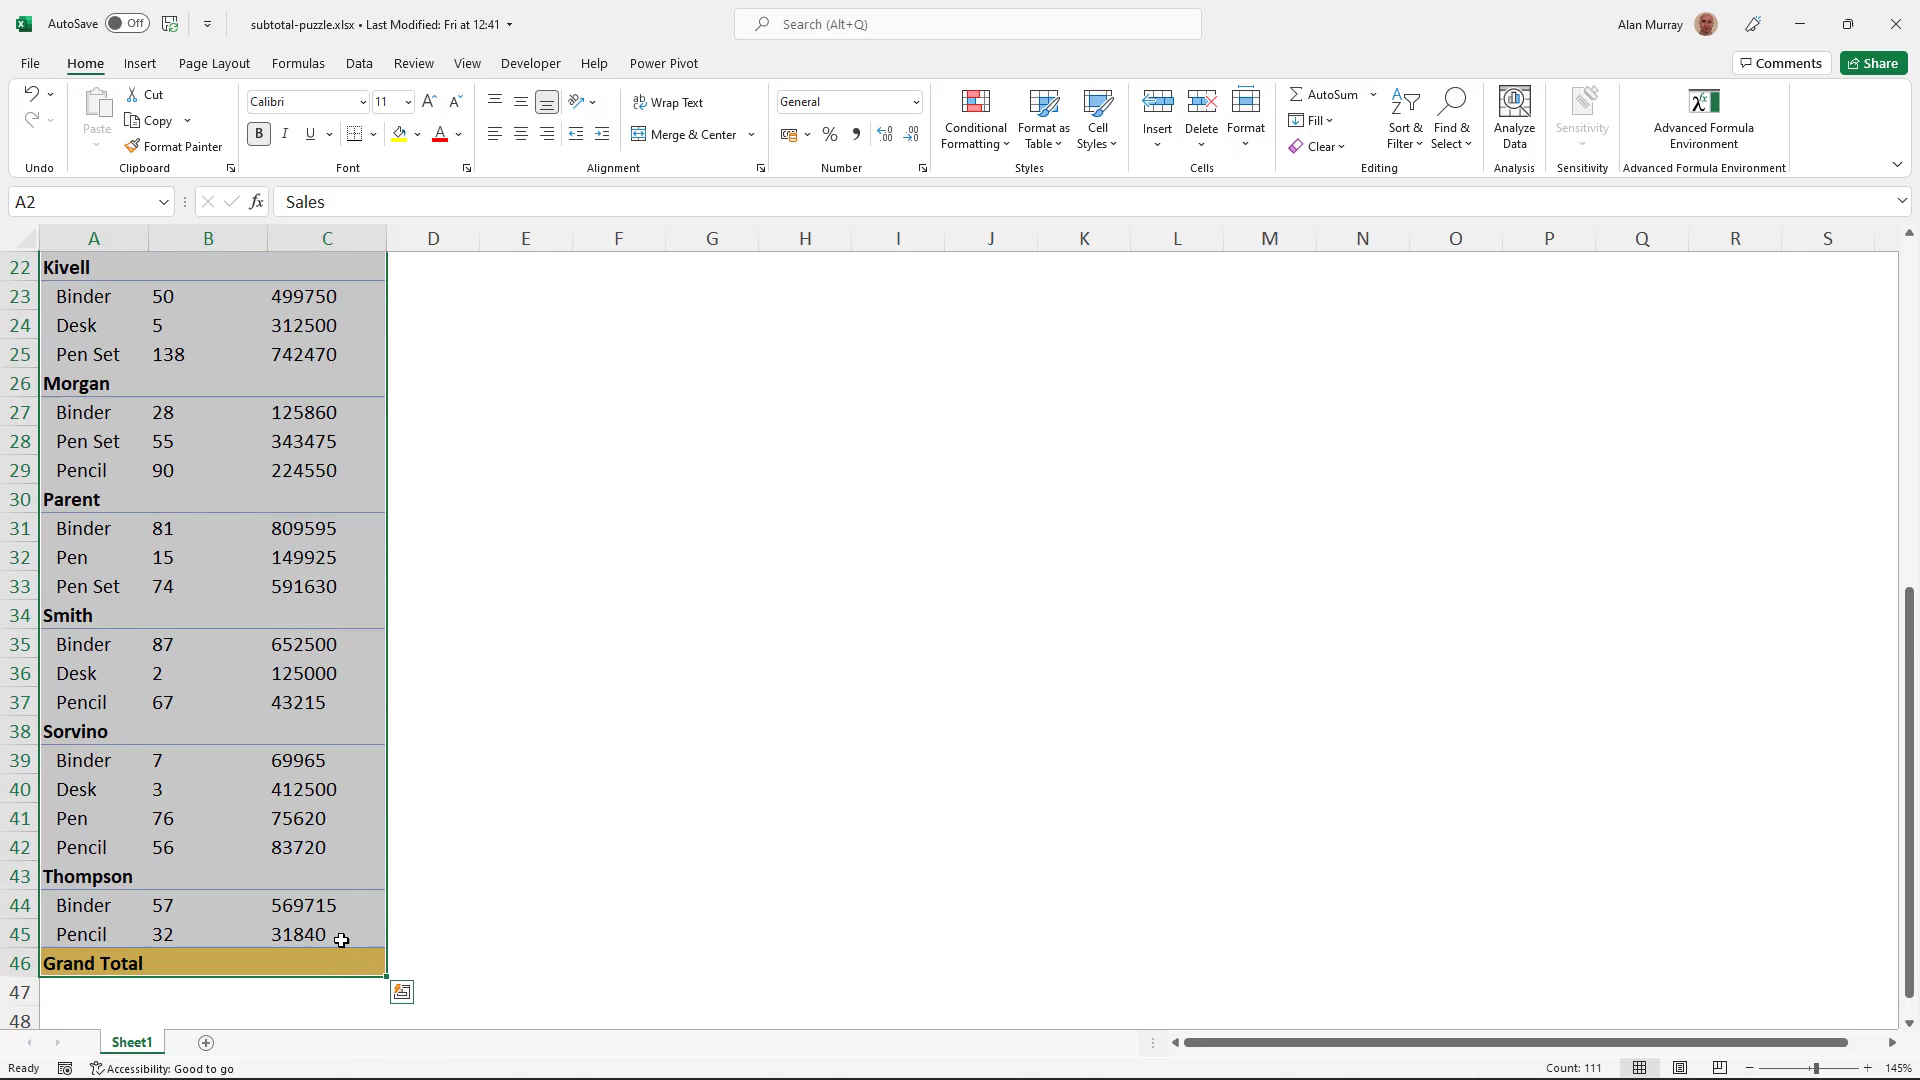 AutoSave Off subtotal-puzzle.xlsx • Last Modified: Fri at 12:41 Search (Alt+Q) Alan Murray
File Home Insert Page Layout Formulas Data Review View Developer Help Power Pivot Comments Share
Paste Cut Copy Format Painter
Calibri 11 B I U
Wrap Text Merge & Center
General
Conditional Formatting Format as Table Cell Styles
Insert Delete Format
AutoSum Fill Clear Sort & Filter Find & Select
Analyze Data Sensitivity Advanced Formula Environment
Undo Clipboard Font Alignment Number Styles Cells Editing Analysis Sensitivity Advanced Formula Environment
A2 fx Sales
A B C D E F G H I J K L M N O P Q R S
22 Kivell
23 Binder 50 499750
24 Desk 5 312500
25 Pen Set 138 742470
26 Morgan
27 Binder 28 125860
28 Pen Set 55 343475
29 Pencil 90 224550
30 Parent
31 Binder 81 809595
32 Pen 15 149925
33 Pen Set 74 591630
34 Smith
35 Binder 87 652500
36 Desk 2 125000
37 Pencil 67 43215
38 Sorvino
39 Binder 7 69965
40 Desk 3 412500
41 Pen 76 75620
42 Pencil 56 83720
43 Thompson
44 Binder 57 569715
45 Pencil 32 31840
46 Grand Total
47
48
Sheet1
Ready Accessibility: Good to go Count: 111 145%